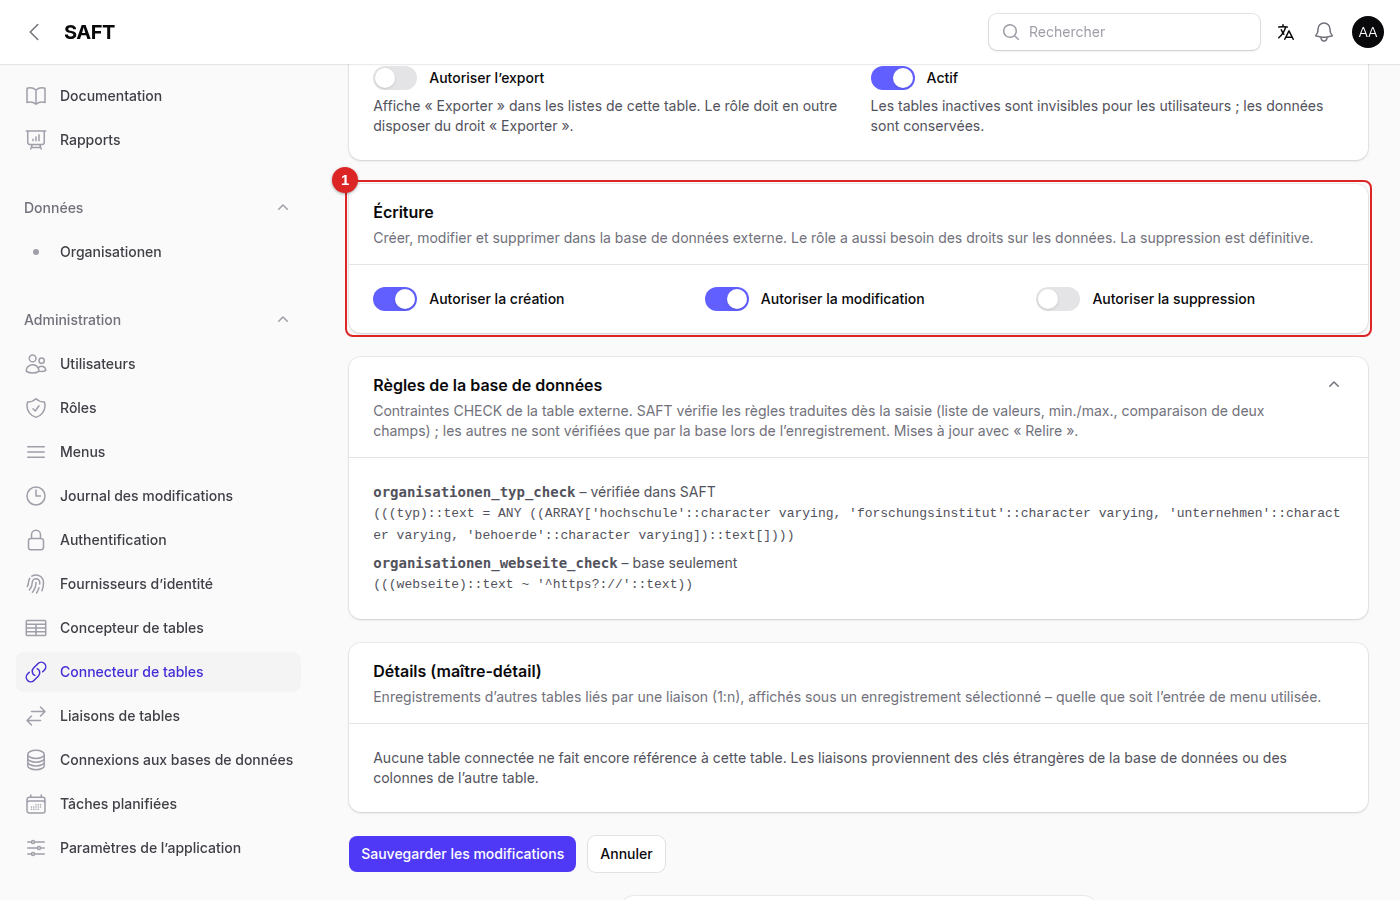 SAFT
Rechercher
AA
Documentation
Rapports
Données
Organisationen
Administration
Utilisateurs
Rôles
Menus
Journal des modifications
Authentification
Fournisseurs d’identité
Concepteur de tables
Connecteur de tables
Liaisons de tables
Connexions aux bases de données
Tâches planifiées
Paramètres de l’application
Autoriser l’export
Affiche « Exporter » dans les listes de cette table. Le rôle doit en outre
disposer du droit « Exporter ».
Actif
Les tables inactives sont invisibles pour les utilisateurs ; les données
sont conservées.
1
Écriture
Créer, modifier et supprimer dans la base de données externe. Le rôle a aussi besoin des droits sur les données. La suppression est définitive.
Autoriser la création
Autoriser la modification
Autoriser la suppression
Règles de la base de données
Contraintes CHECK de la table externe. SAFT vérifie les règles traduites dès la saisie (liste de valeurs, min./max., comparaison de deux
champs) ; les autres ne sont vérifiées que par la base lors de l’enregistrement. Mises à jour avec « Relire ».
organisationen_typ_check – vérifiée dans SAFT
(((typ)::text = ANY ((ARRAY['hochschule'::character varying, 'forschungsinstitut'::character varying, 'unternehmen'::charact
er varying, 'behoerde'::character varying])::text[])))
organisationen_webseite_check – base seulement
(((webseite)::text ~ '^https?://'::text))
Détails (maître-détail)
Enregistrements d’autres tables liés par une liaison (1:n), affichés sous un enregistrement sélectionné – quelle que soit l’entrée de menu utilisée.
Aucune table connectée ne fait encore référence à cette table. Les liaisons proviennent des clés étrangères de la base de données ou des
colonnes de l’autre table.
Sauvegarder les modifications
Annuler